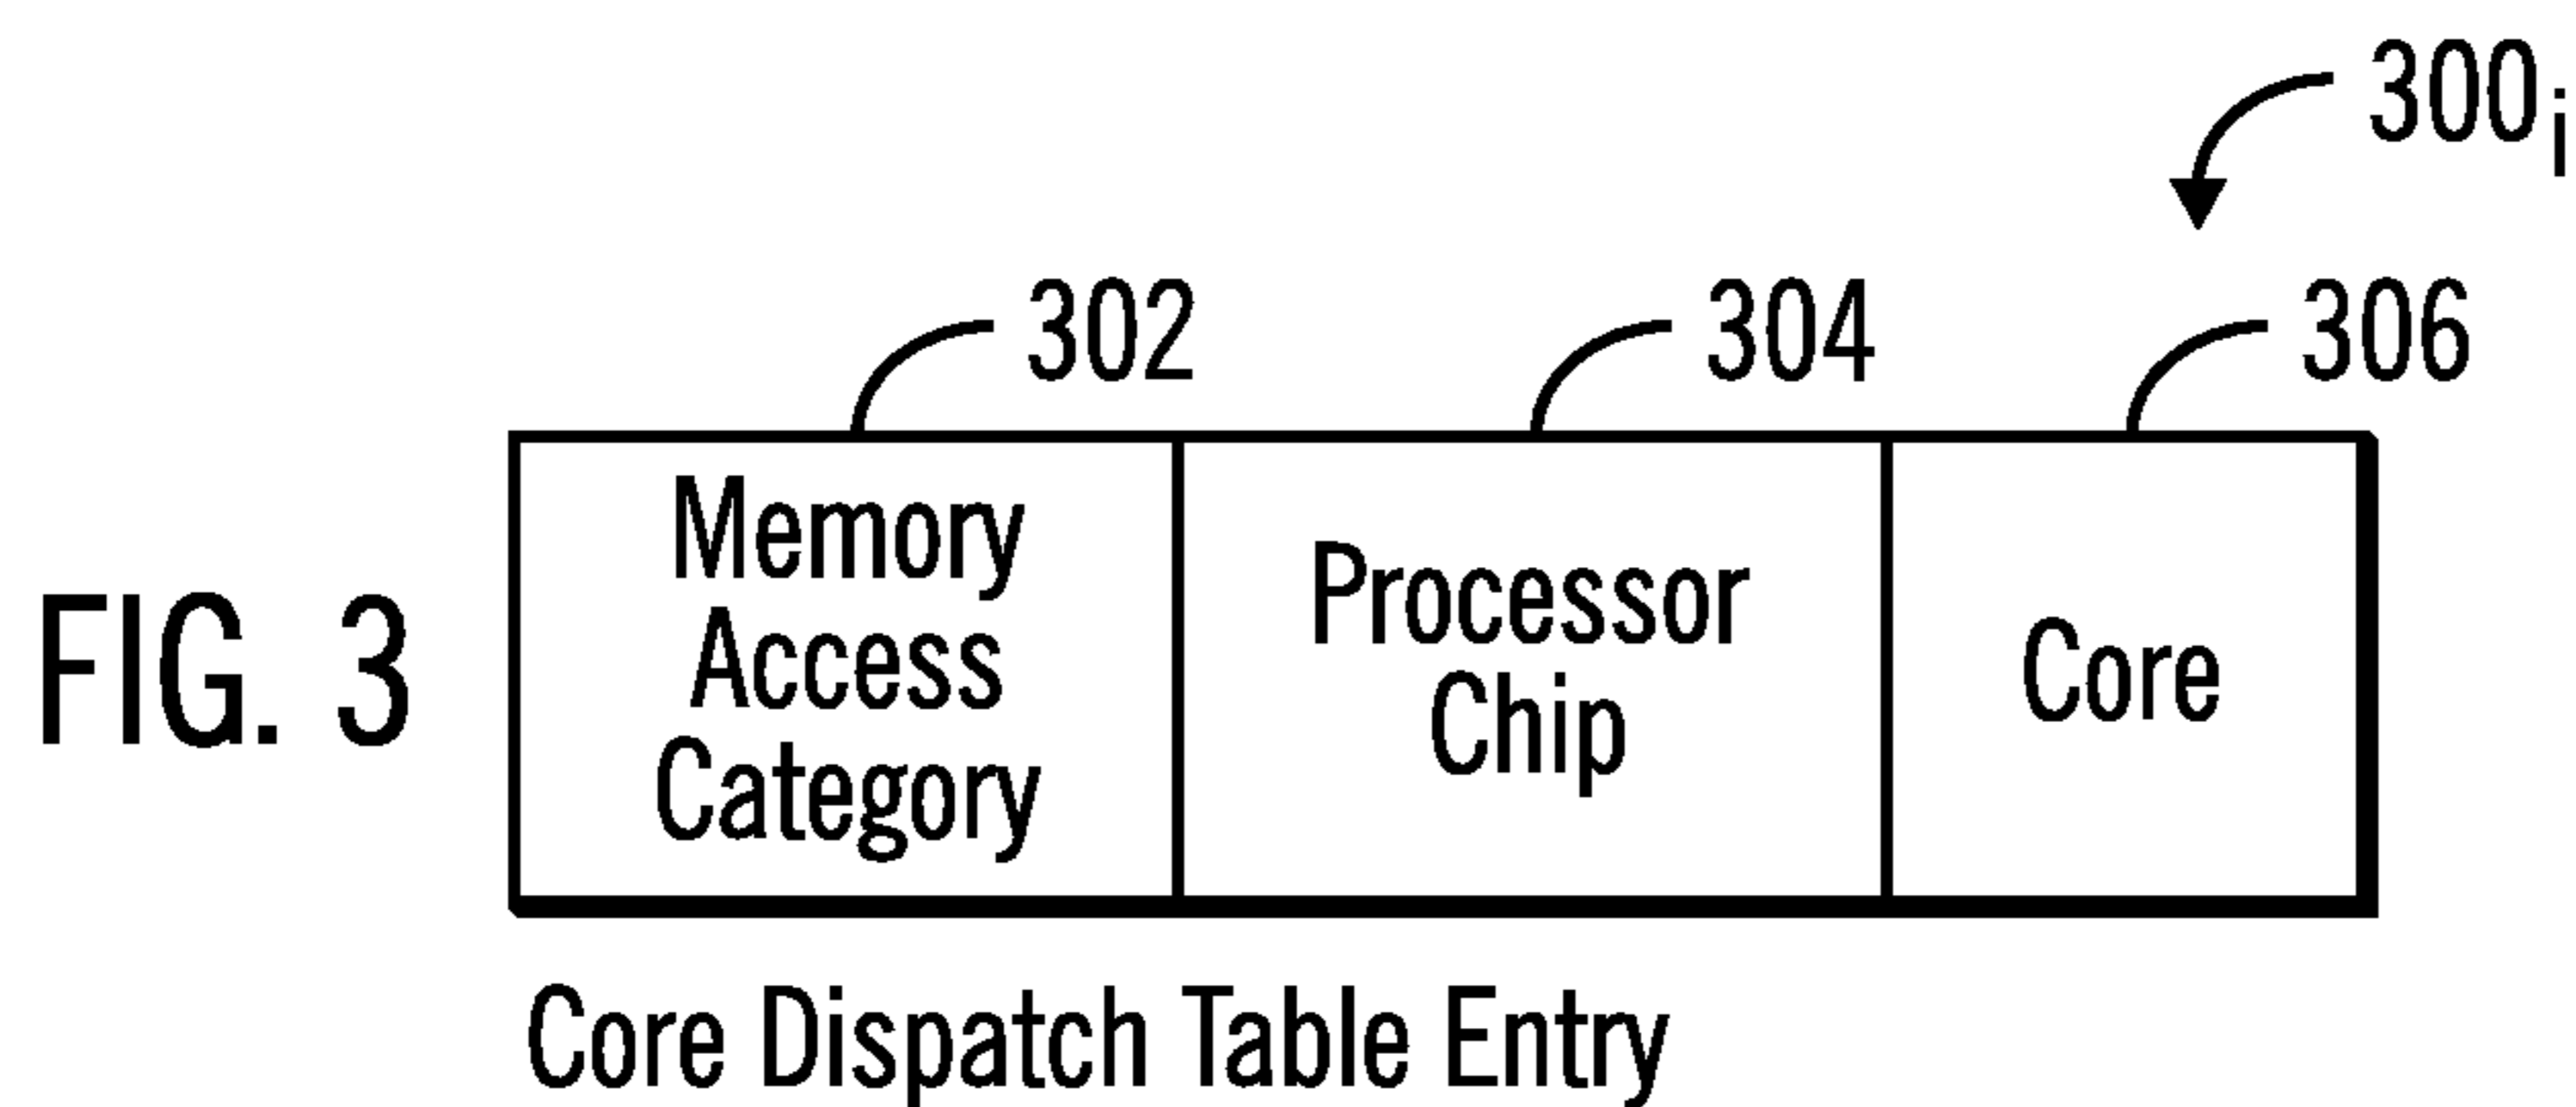 300i
302
304
306
Memory
Access
Category
Processor
Chip
Core
FIG. 3
Core Dispatch Table Entry